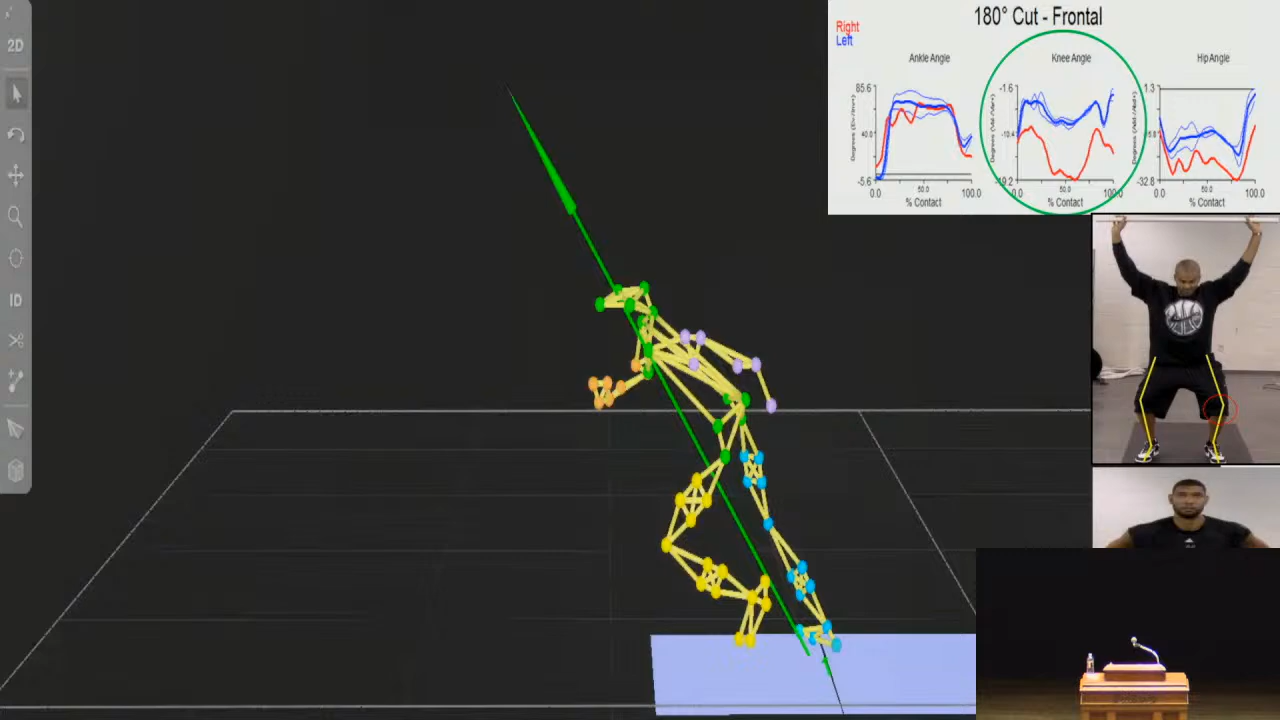 2D
ID
180° Cut - Frontal
Right
Left
Ankle Angle
Knee Angle
Hip Angle
85.6
40.0
-5.6
0.0
50.0
100.0
% Contact
-1.6
-10.4
0.0
50.0
100.0
% Contact
1.3
-32.8
0.0
50.0
100.0
% Contact